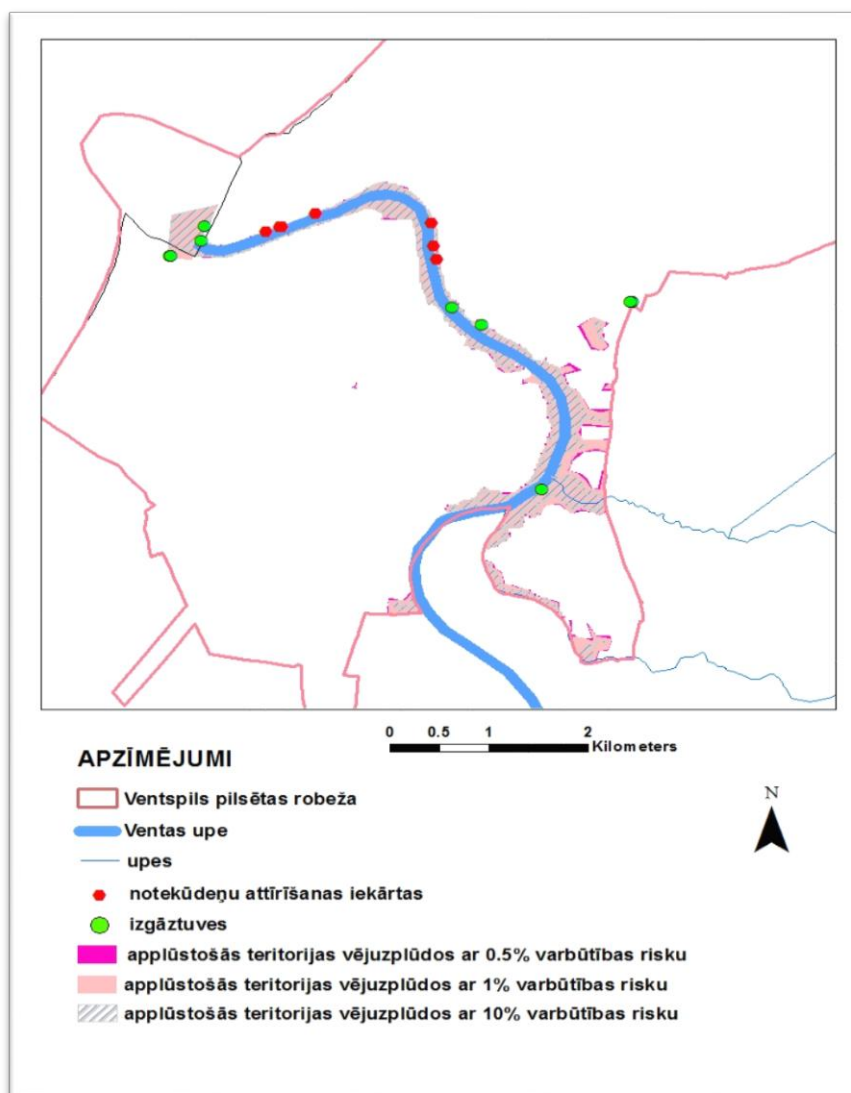 0 0.5 1 2
Kilometers
APZĪMĒJUMI
Ventspils pilsētas robeža
Ventas upe
upes
notekūdeņu attīrīšanas iekārtas
izgāztuves
applūstošās teritorijas vējuzplūdos ar 0.5% varbūtības risku
applūstošās teritorijas vējuzplūdos ar 1% varbūtības risku
applūstošās teritorijas vējuzplūdos ar 10% varbūtības risku
N